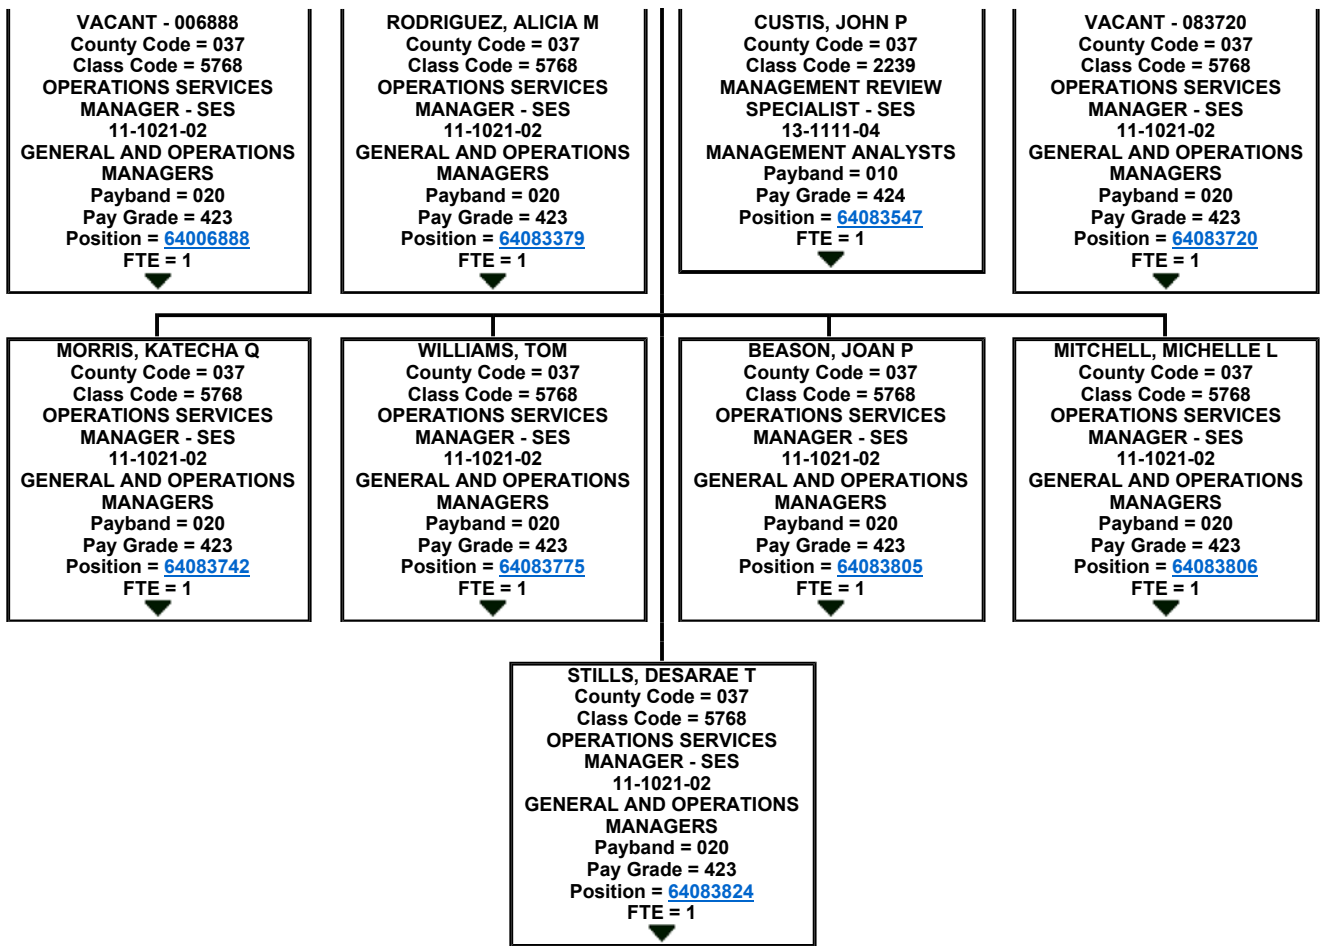 VACANT - 006888
County Code = 037
Class Code = 5768
OPERATIONS SERVICES
MANAGER - SES
11-1021-02
GENERAL AND OPERATIONS
MANAGERS
Payband = 020
Pay Grade = 423
Position = 64006888
FTE = 1
RODRIGUEZ, ALICIA M
County Code = 037
Class Code = 5768
OPERATIONS SERVICES
MANAGER - SES
11-1021-02
GENERAL AND OPERATIONS
MANAGERS
Payband = 020
Pay Grade = 423
Position = 64083379
FTE = 1
CUSTIS, JOHN P
County Code = 037
Class Code = 2239
MANAGEMENT REVIEW
SPECIALIST - SES
13-1111-04
MANAGEMENT ANALYSTS
Payband = 010
Pay Grade = 424
Position = 64083547
FTE = 1
VACANT - 083720
County Code = 037
Class Code = 5768
OPERATIONS SERVICES
MANAGER - SES
11-1021-02
GENERAL AND OPERATIONS
MANAGERS
Payband = 020
Pay Grade = 423
Position = 64083720
FTE = 1
MORRIS, KATECHA Q
County Code = 037
Class Code = 5768
OPERATIONS SERVICES
MANAGER - SES
11-1021-02
GENERAL AND OPERATIONS
MANAGERS
Payband = 020
Pay Grade = 423
Position = 64083742
FTE = 1
WILLIAMS, TOM
County Code = 037
Class Code = 5768
OPERATIONS SERVICES
MANAGER - SES
11-1021-02
GENERAL AND OPERATIONS
MANAGERS
Payband = 020
Pay Grade = 423
Position = 64083775
FTE = 1
BEASON, JOAN P
County Code = 037
Class Code = 5768
OPERATIONS SERVICES
MANAGER - SES
11-1021-02
GENERAL AND OPERATIONS
MANAGERS
Payband = 020
Pay Grade = 423
Position = 64083805
FTE = 1
MITCHELL, MICHELLE L
County Code = 037
Class Code = 5768
OPERATIONS SERVICES
MANAGER - SES
11-1021-02
GENERAL AND OPERATIONS
MANAGERS
Payband = 020
Pay Grade = 423
Position = 64083806
FTE = 1
STILLS, DESARAE T
County Code = 037
Class Code = 5768
OPERATIONS SERVICES
MANAGER - SES
11-1021-02
GENERAL AND OPERATIONS
MANAGERS
Payband = 020
Pay Grade = 423
Position = 64083824
FTE = 1